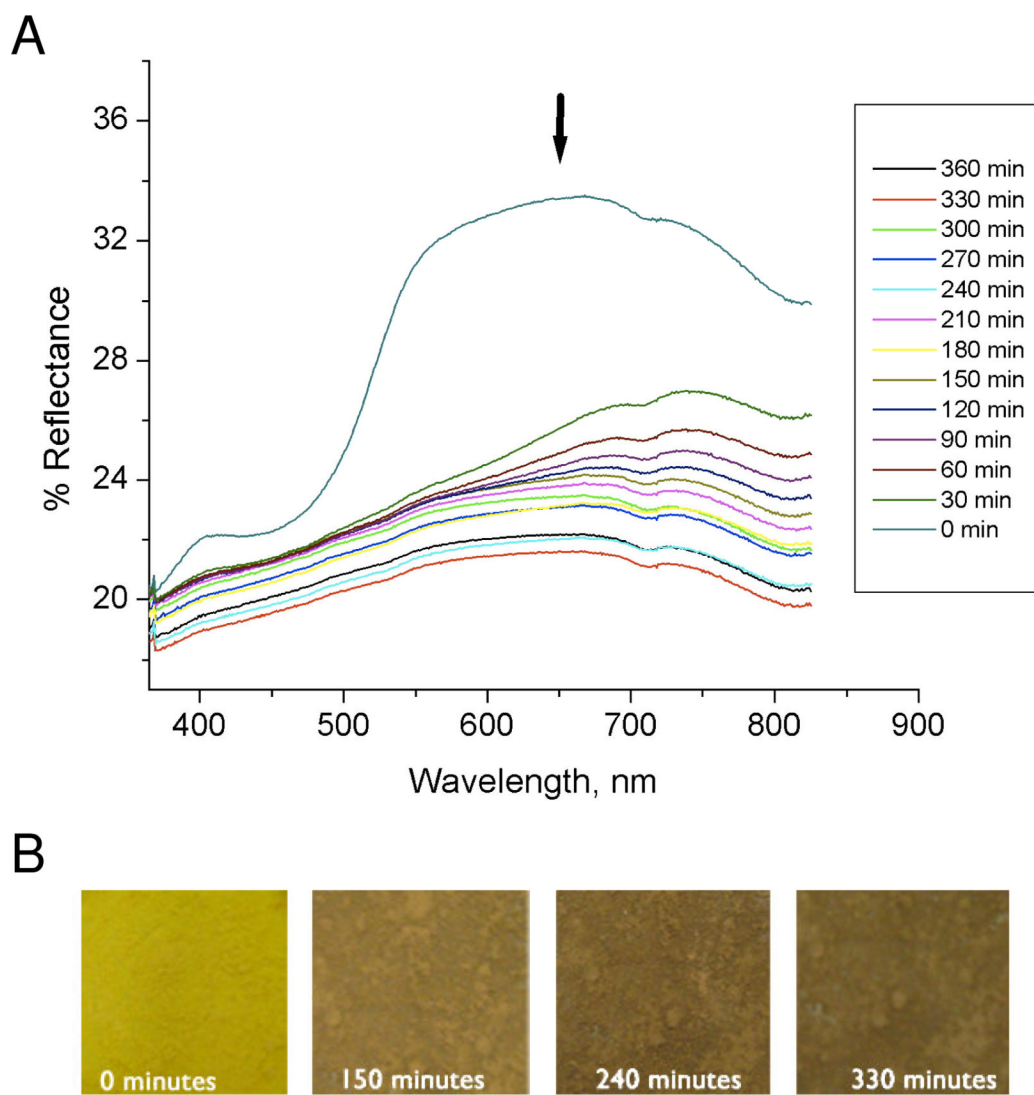 A
36
32
28
24
20
% Reflectance
400 500 600 700 800 900
Wavelength, nm
360 min
330 min
300 min
270 min
240 min
210 min
180 min
150 min
120 min
90 min
60 min
30 min
0 min
B
0 minutes 150 minutes 240 minutes 330 minutes